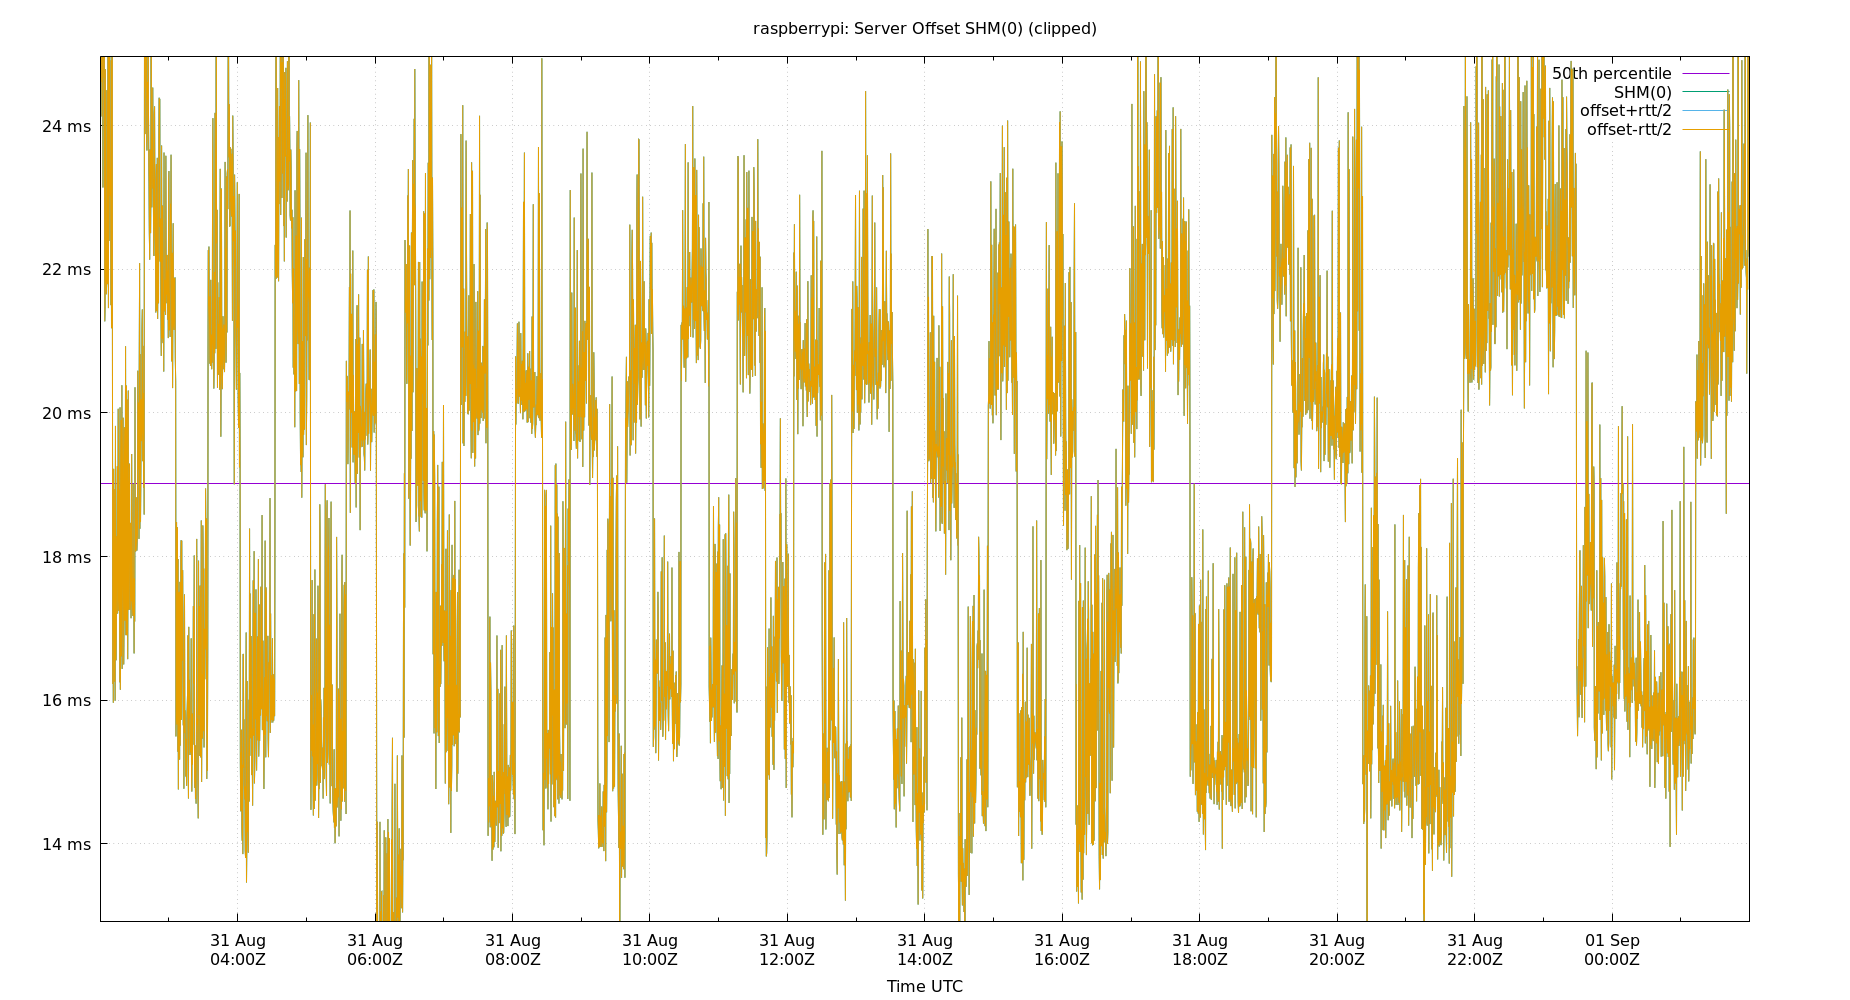 raspberrypi: Server Offset SHM(0) (clipped)
50th percentile
SHM(0)
offset+rtt/2
offset-rtt/2
24 ms
22 ms
20 ms
18 ms
16 ms
14 ms
31 Aug 31 Aug 31 Aug 31 Aug 31 Aug 31 Aug 31 Aug 31 Aug 31 Aug 31 Aug 01 Sep
04:00Z 06:00Z 08:00Z 10:00Z 12:00Z 14:00Z 16:00Z 18:00Z 20:00Z 22:00Z 00:00Z
Time UTC